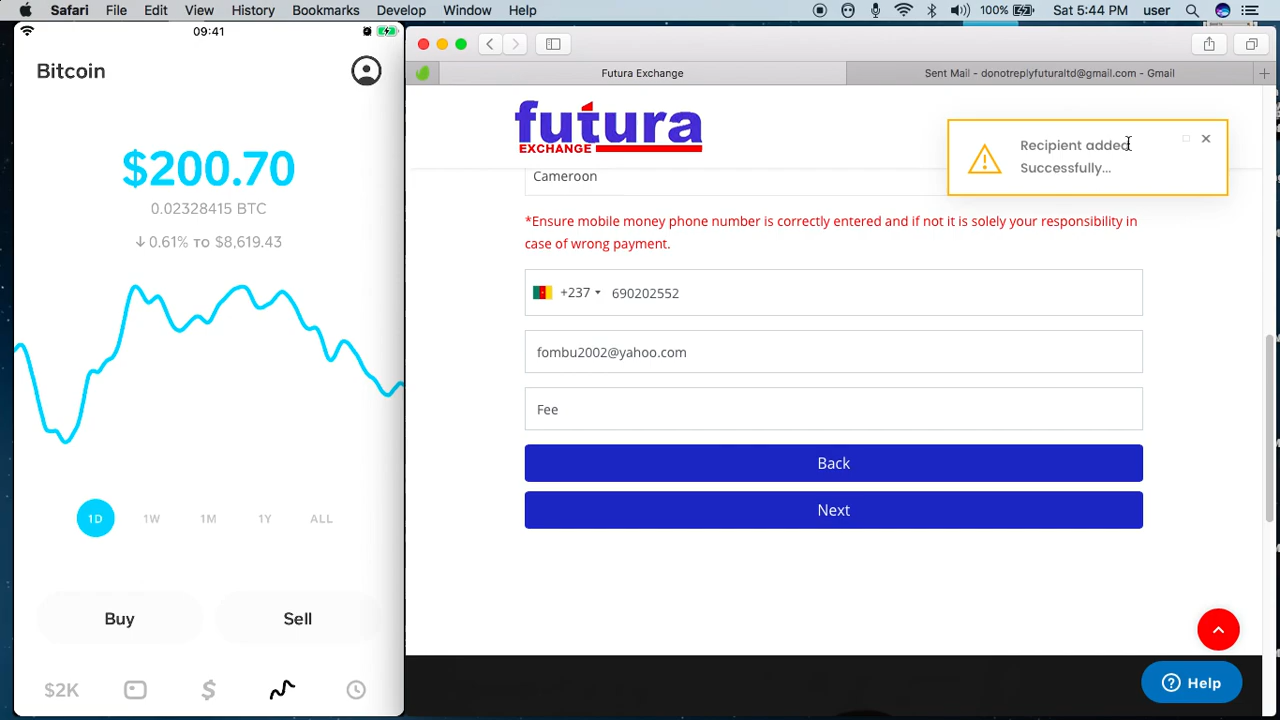 Safari File Edit View History Bookmarks Develop Window Help 100% Sat 5:44 PM user
09:41
Bitcoin
$200.70
0.02328415 BTC
↓ 0.61% to $8,619.43
1D 1W 1M 1Y ALL
Buy Sell
$2K $
Futura Exchange Sent Mail - donotreplyfuturaltd@gmail.com - Gmail
futura
EXCHANGE
Recipient added
Successfully...
Cameroon
*Ensure mobile money phone number is correctly entered and if not it is solely your responsibility in
case of wrong payment.
+237 690202552
fombu2002@yahoo.com
Fee
Back
Next
Help